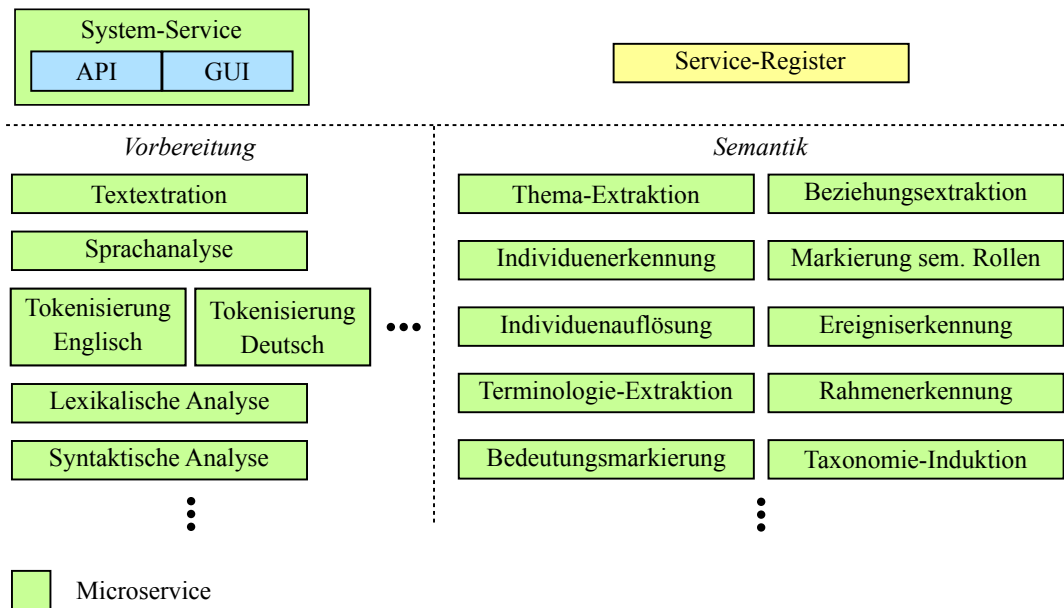 System-Service
API GUI
Service-Register
Vorbereitung
Textextration
Sprachanalyse
Tokenisierung
Englisch
Tokenisierung
Deutsch
Lexikalische Analyse
Syntaktische Analyse
Semantik
Thema-Extraktion
Beziehungsextraktion
Individuenerkennung
Markierung sem. Rollen
Individuenauflösung
Ereigniserkennung
Terminologie-Extraktion
Rahmenerkennung
Bedeutungsmarkierung
Taxonomie-Induktion
Microservice